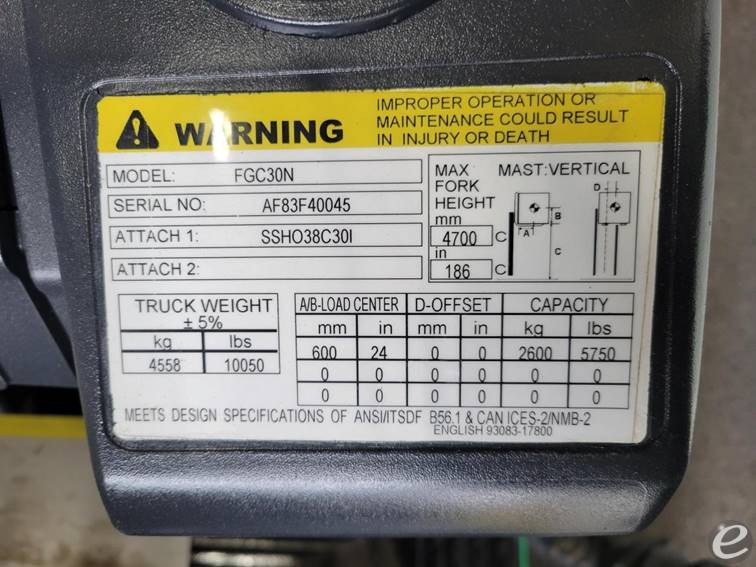 WARNING
IMPROPER OPERATION OR
MAINTENANCE COULD RESULT
IN INJURY OR DEATH
MODEL: FGC30N
SERIAL NO: AF83F40045
ATTACH 1: SSHO38C30I
ATTACH 2:
MAX
FORK
HEIGHT
mm
4700 C
in
186 C
MAST:VERTICAL
D
B
A
C
TRUCK WEIGHT
± 5%
kg lbs
4558 10050
A/B-LOAD CENTER D-OFFSET CAPACITY
mm in mm in kg lbs
600 24 0 0 2600 5750
0 0 0 0 0 0
0 0 0 0 0 0
MEETS DESIGN SPECIFICATIONS OF ANSI/ITSDF B56.1 & CAN ICES-2/NMB-2
ENGLISH 93083-17800
e